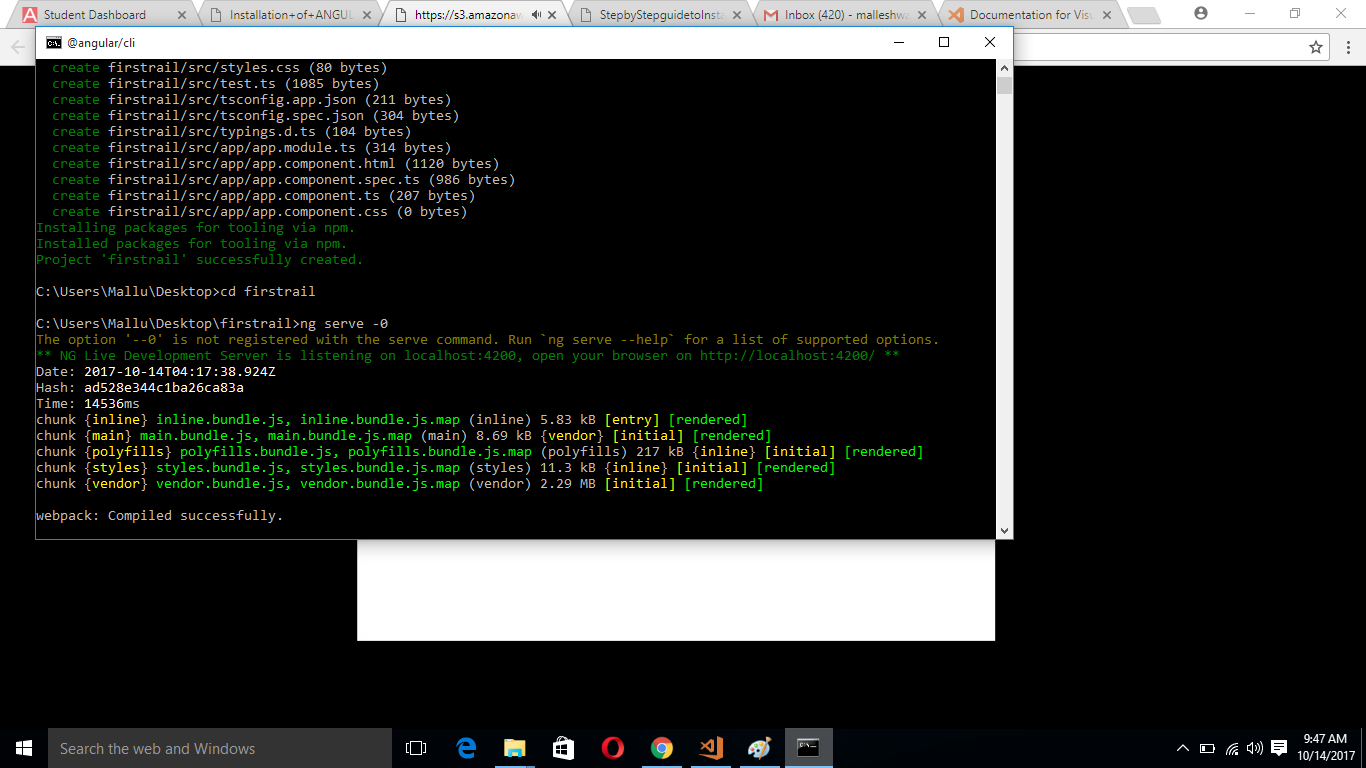 Student Dashboard
Installation+of+ANGUL
https://s3.amazonaw
StepbyStepguidetoInsta
Inbox (420) - malleshwa
Documentation for Visu
@angular/cli
create firstrail/src/styles.css (80 bytes)
create firstrail/src/test.ts (1085 bytes)
create firstrail/src/tsconfig.app.json (211 bytes)
create firstrail/src/tsconfig.spec.json (304 bytes)
create firstrail/src/typings.d.ts (104 bytes)
create firstrail/src/app/app.module.ts (314 bytes)
create firstrail/src/app/app.component.html (1120 bytes)
create firstrail/src/app/app.component.spec.ts (986 bytes)
create firstrail/src/app/app.component.ts (207 bytes)
create firstrail/src/app/app.component.css (0 bytes)
Installing packages for tooling via npm.
Installed packages for tooling via npm.
Project 'firstrail' successfully created.
C:\Users\Mallu\Desktop>cd firstrail
C:\Users\Mallu\Desktop\firstrail>ng serve -0
The option '--0' is not registered with the serve command. Run `ng serve --help` for a list of supported options.
** NG Live Development Server is listening on localhost:4200, open your browser on http://localhost:4200/ **
Date: 2017-10-14T04:17:38.924Z
Hash: ad528e344c1ba26ca83a
Time: 14536ms
chunk {inline} inline.bundle.js, inline.bundle.js.map (inline) 5.83 kB [entry] [rendered]
chunk {main} main.bundle.js, main.bundle.js.map (main) 8.69 kB {vendor} [initial] [rendered]
chunk {polyfills} polyfills.bundle.js, polyfills.bundle.js.map (polyfills) 217 kB {inline} [initial] [rendered]
chunk {styles} styles.bundle.js, styles.bundle.js.map (styles) 11.3 kB {inline} [initial] [rendered]
chunk {vendor} vendor.bundle.js, vendor.bundle.js.map (vendor) 2.29 MB [initial] [rendered]
webpack: Compiled successfully.
Search the web and Windows
9:47 AM
10/14/2017